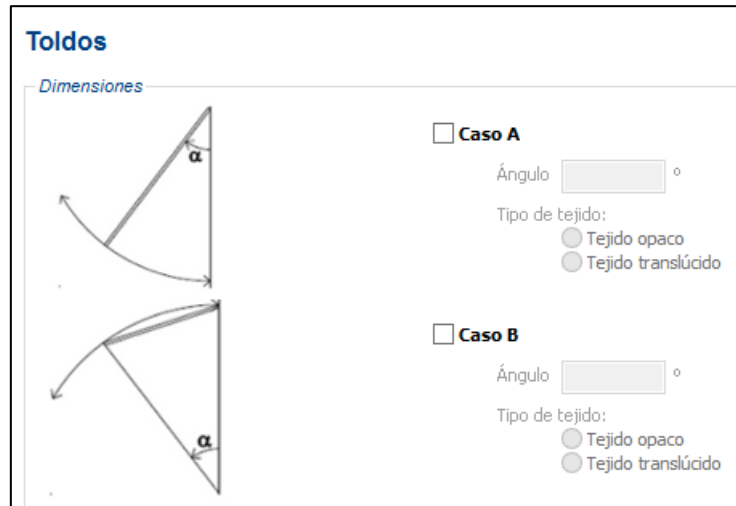 Toldos
Dimensiones
α
Caso A
Ángulo º
Tipo de tejido:
Tejido opaco
Tejido translúcido
α
Caso B
Ángulo º
Tipo de tejido:
Tejido opaco
Tejido translúcido